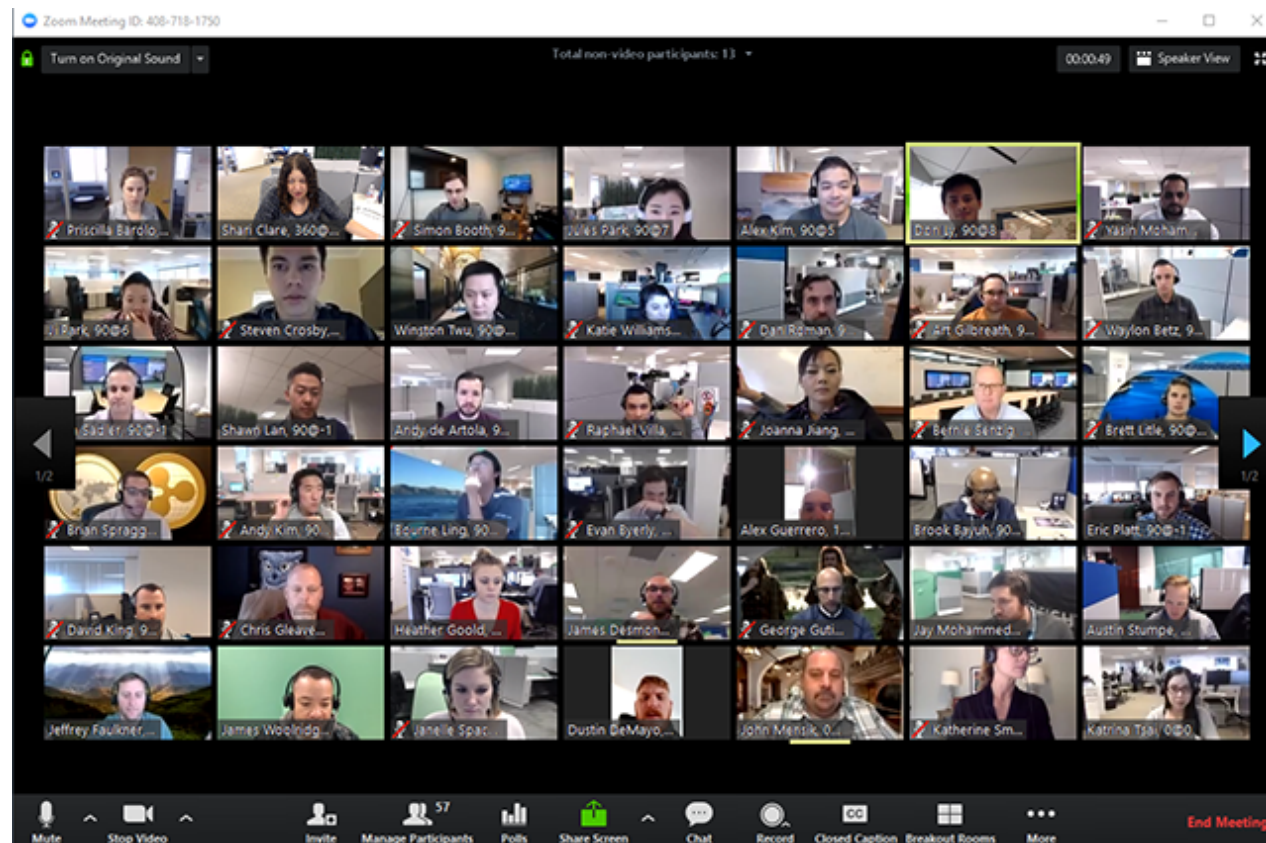 Zoom Meeting ID: 408-718-1750
Turn on Original Sound
Total non-video participants: 13
00:00:49
Speaker View
Priscilla Barolo,...
Shari Clare, 360@...
Simon Booth, 9...
Jules Park, 90@7
Alex Kim, 90@5
Don Ly, 90@8
Yasin Moham...
Park, 90@6
Steven Crosby,...
Winston Twu, 90@...
Katie Williams...
Dan Roman, 9...
Art Gilbreath, 9...
Waylon Betz, 9...
Sadler, 90@-1
Shawn Lan, 90@-1
Andy de Artola, 9...
Raphael Villa, ...
Joanna Jiang, ...
Bernie Senzig...
Brett Litle, 90@...
1/2
1/2
Brian Spragg...
Andy Kim, 90...
Bourne Ling, 90...
Evan Byerly, ...
Alex Guerrero, 1...
Brook Bayuh, 90...
Eric Platt, 90@-1
David King, 9...
Chris Gleave...
Heather Goold, ...
James Desmon...
George Guti...
Jay Mohammed...
Austin Stumpe, ...
Jeffrey Faulkner,...
James Woolridg...
Janelle Spac...
Dustin DeMayo,...
John Mensik, 0...
Katherine Sm...
Katrina Tsai, 0@0
Mute
Stop Video
Invite
57
Manage Participants
Polls
Share Screen
Chat
Record
CC
Closed Caption
Breakout Rooms
More
End Meeting